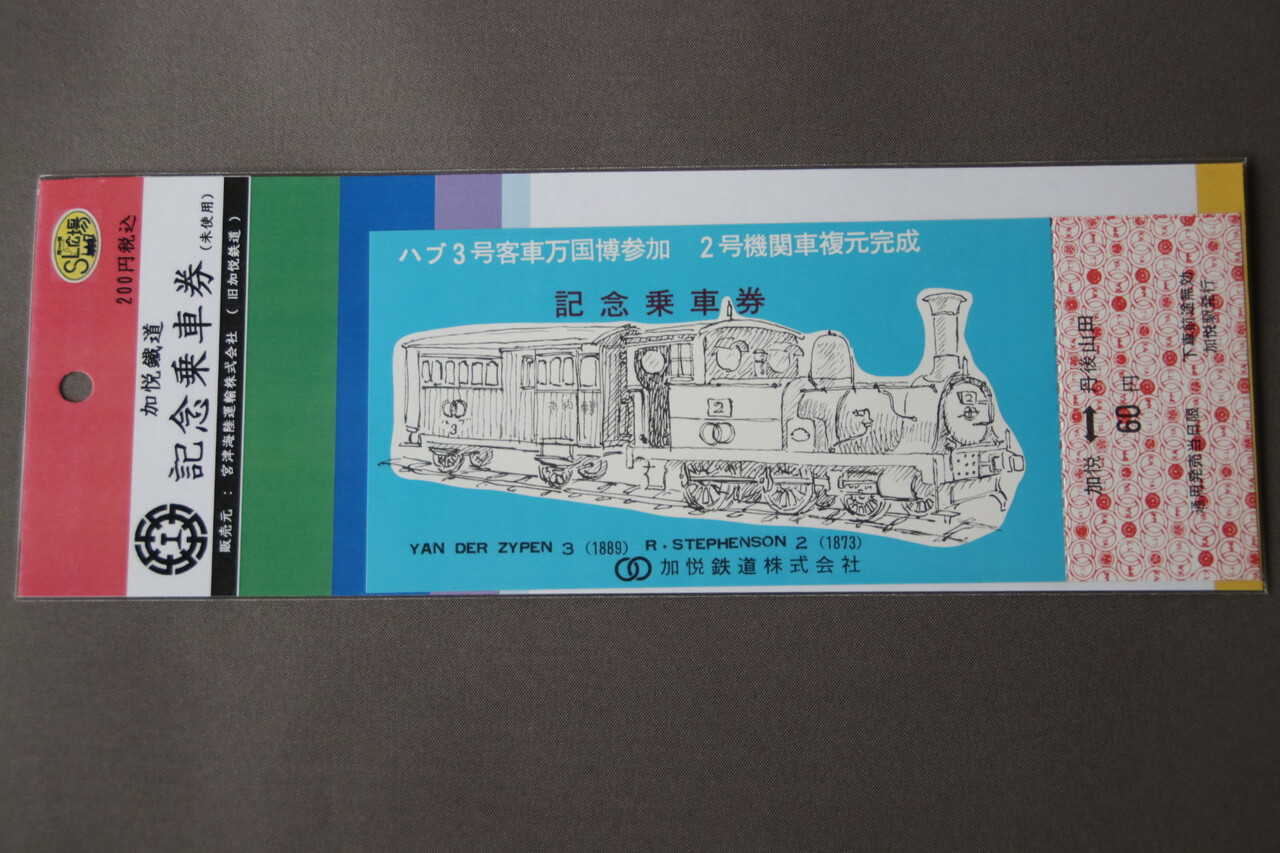 SL広場
200円税込
加悦鐵道
記念乗車券
(未使用)
販売元：宮津海陸運輸株式会社（旧加悦鉄道）
ハブ3号客車万国博参加　2号機関車複元完成
記念乗車券
3
2
2
YAN DER ZYPEN 3 (1889) R・STEPHENSON 2 (1873)
加悦鉄道株式会社
加悦⟷丹後山田
60円
通用発売当日限　下車前途無効
加悦駅発行